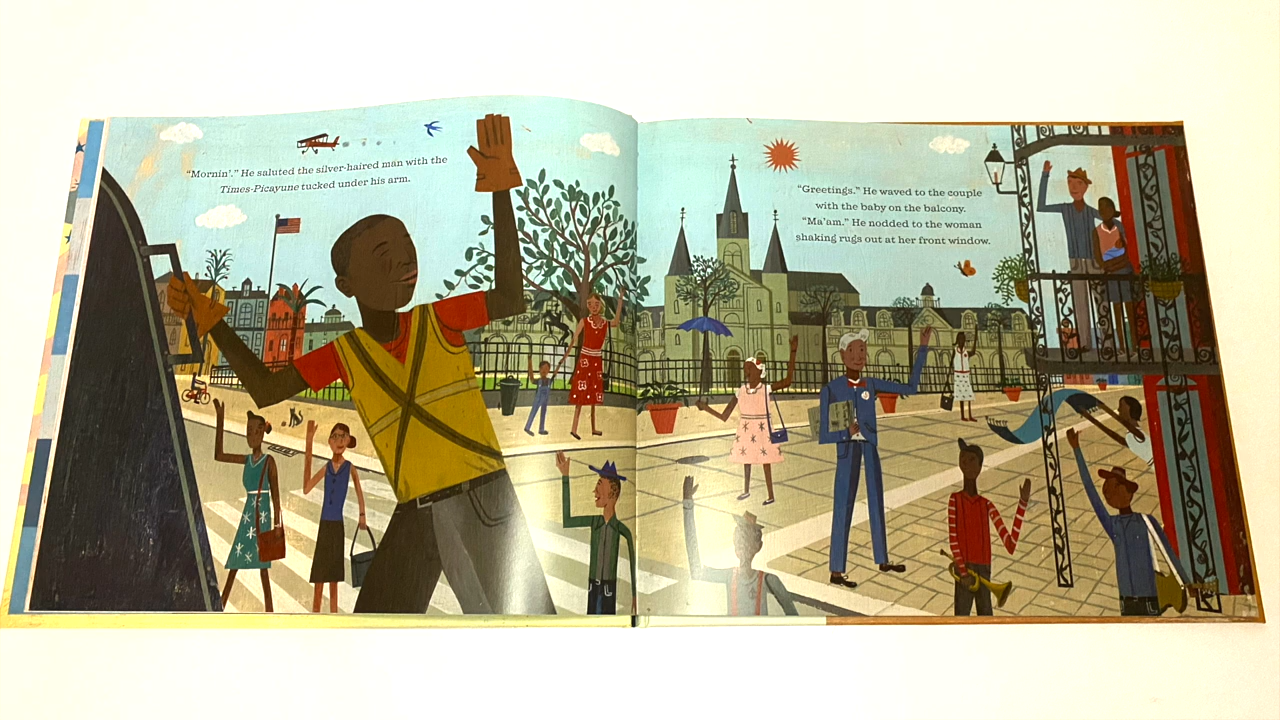 “Mornin’.” He saluted the silver-haired man with the
Times-Picayune tucked under his arm.
“Greetings.” He waved to the couple
with the baby on the balcony.
“Ma’am.” He nodded to the woman
shaking rugs out at her front window.